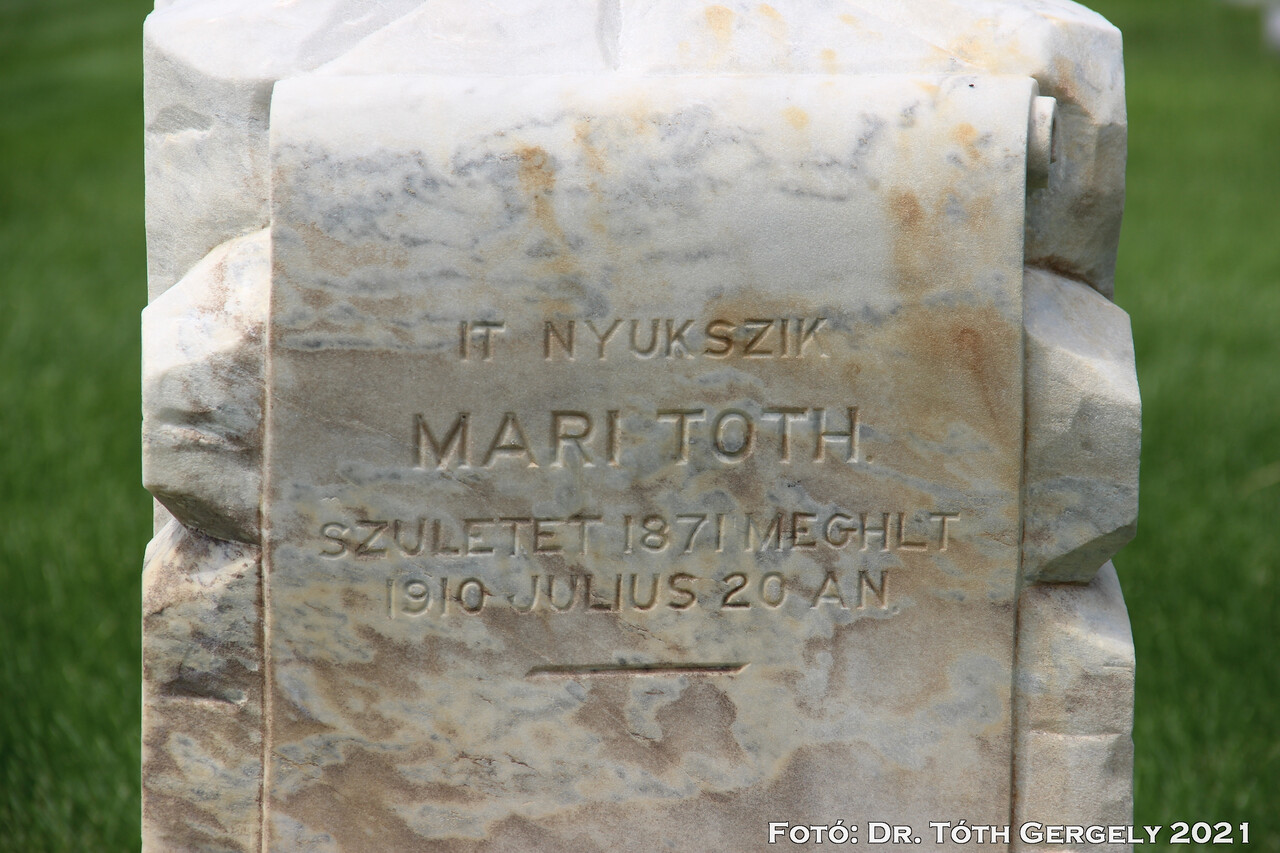 IT NYUKSZIK
MARI TOTH.
SZULETET 1871 MEGHLT
1910 JULIUS 20 AN.
Fotó: Dr. Tóth Gergely 2021